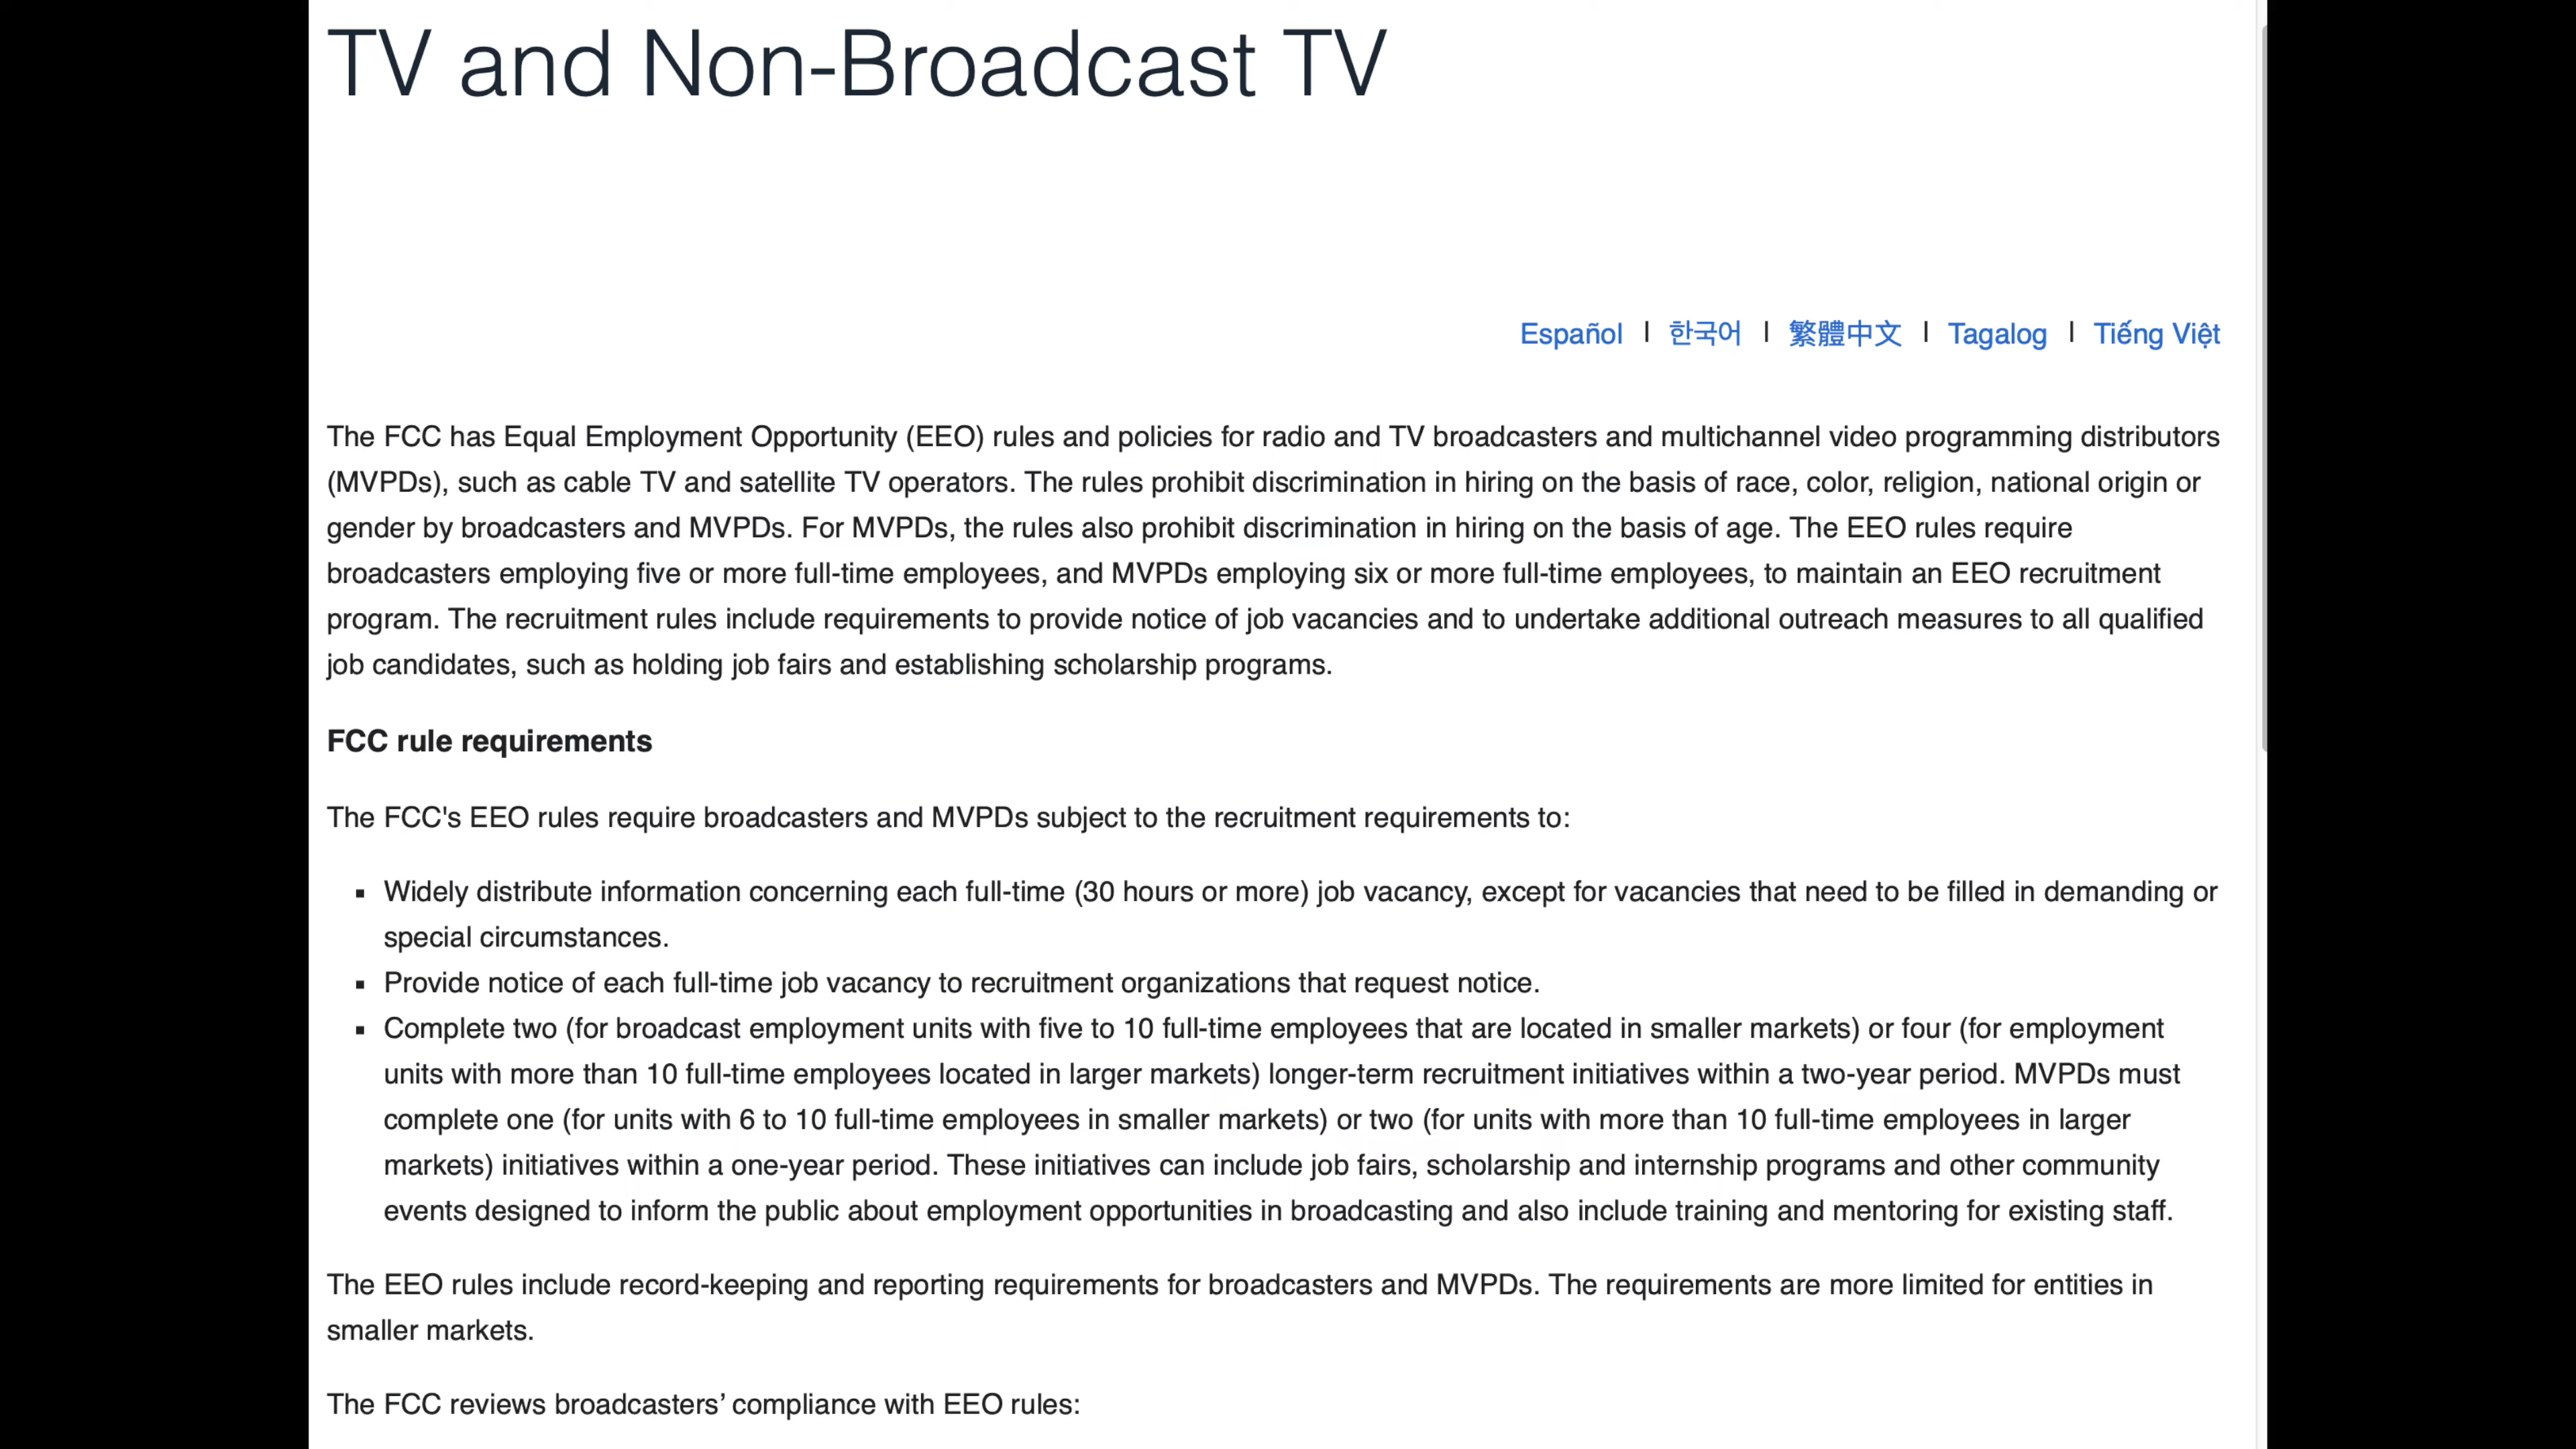 TV and Non-Broadcast TV
Español | 한국어 | 繁體中文 | Tagalog | Tiếng Việt
The FCC has Equal Employment Opportunity (EEO) rules and policies for radio and TV broadcasters and multichannel video programming distributors
(MVPDs), such as cable TV and satellite TV operators. The rules prohibit discrimination in hiring on the basis of race, color, religion, national origin or
gender by broadcasters and MVPDs. For MVPDs, the rules also prohibit discrimination in hiring on the basis of age. The EEO rules require
broadcasters employing five or more full-time employees, and MVPDs employing six or more full-time employees, to maintain an EEO recruitment
program. The recruitment rules include requirements to provide notice of job vacancies and to undertake additional outreach measures to all qualified
job candidates, such as holding job fairs and establishing scholarship programs.
FCC rule requirements
The FCC's EEO rules require broadcasters and MVPDs subject to the recruitment requirements to:
▪ Widely distribute information concerning each full-time (30 hours or more) job vacancy, except for vacancies that need to be filled in demanding or
special circumstances.
▪ Provide notice of each full-time job vacancy to recruitment organizations that request notice.
▪ Complete two (for broadcast employment units with five to 10 full-time employees that are located in smaller markets) or four (for employment
units with more than 10 full-time employees located in larger markets) longer-term recruitment initiatives within a two-year period. MVPDs must
complete one (for units with 6 to 10 full-time employees in smaller markets) or two (for units with more than 10 full-time employees in larger
markets) initiatives within a one-year period. These initiatives can include job fairs, scholarship and internship programs and other community
events designed to inform the public about employment opportunities in broadcasting and also include training and mentoring for existing staff.
The EEO rules include record-keeping and reporting requirements for broadcasters and MVPDs. The requirements are more limited for entities in
smaller markets.
The FCC reviews broadcasters’ compliance with EEO rules: